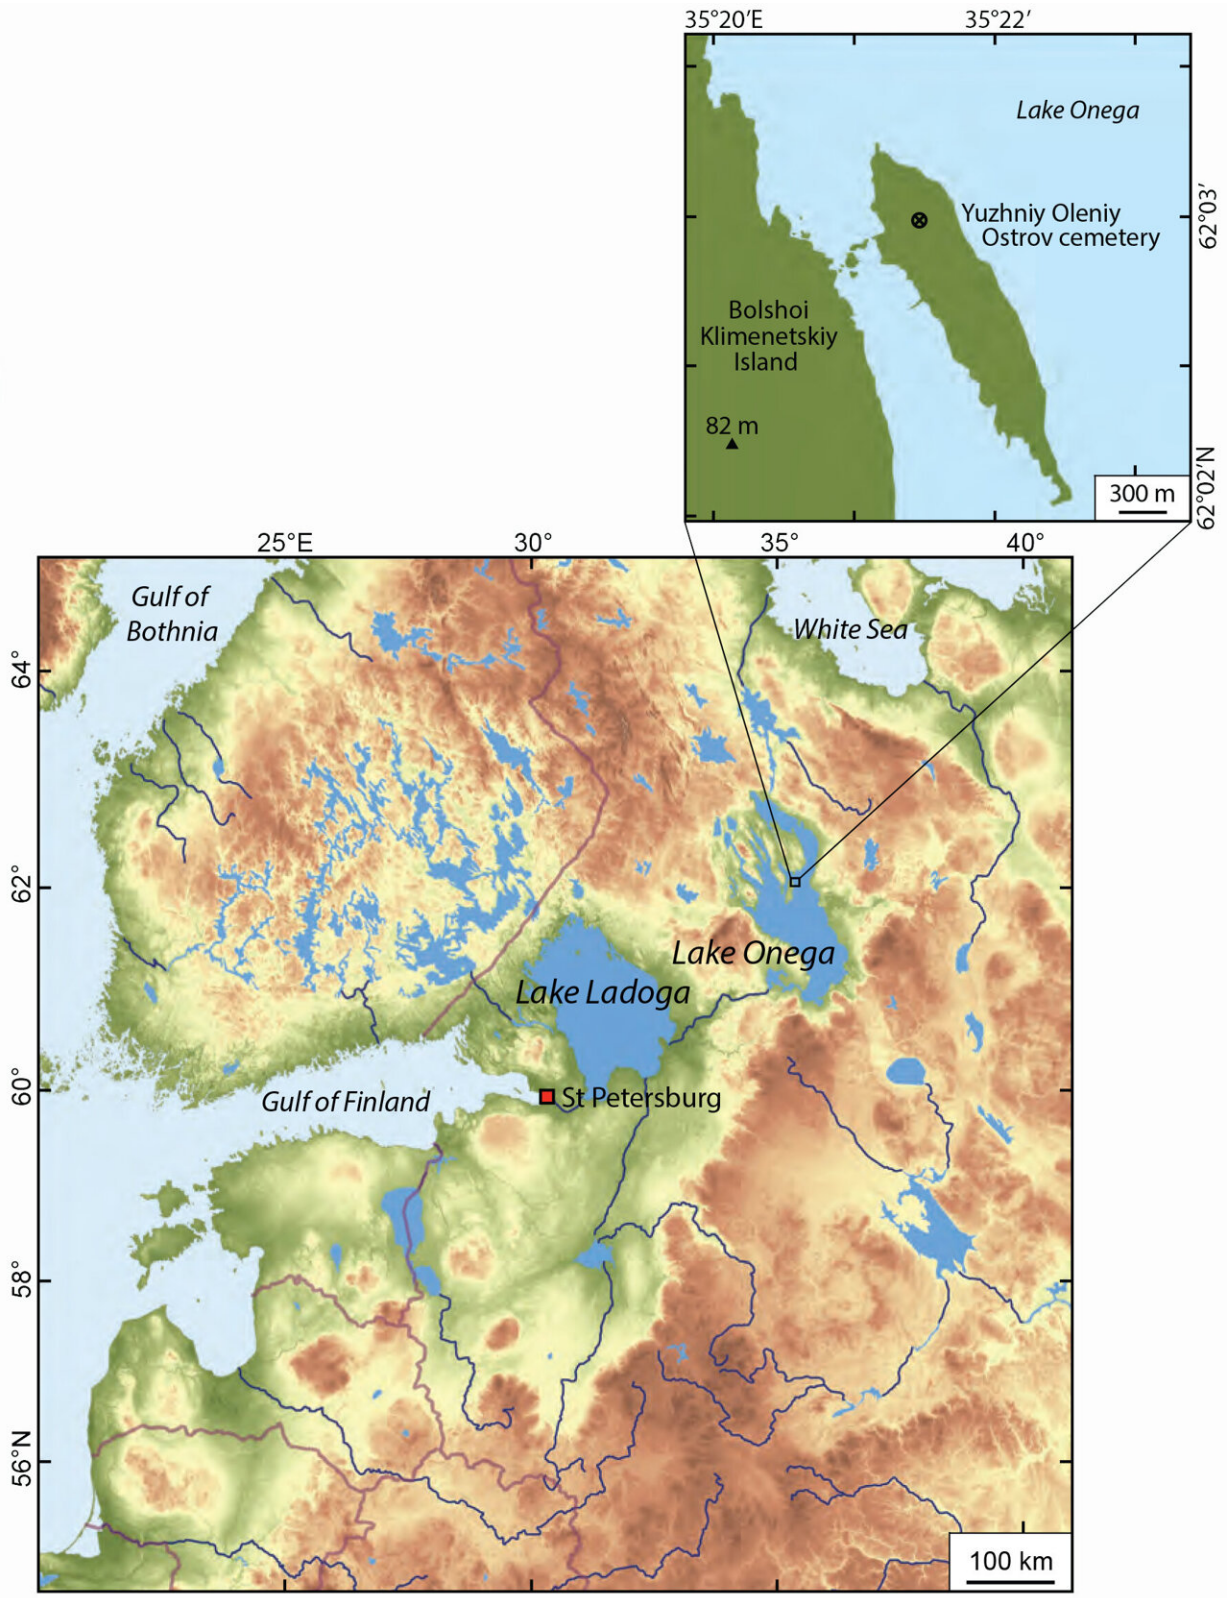 35°20′E
35°22′
Lake Onega
62°03′
Yuzhniy Oleniy
Ostrov cemetery
Bolshoi
Klimenetskiy
Island
82 m
62°02′N
300 m
25°E
30°
35°
40°
Gulf of
Bothnia
White Sea
64°
62°
Lake Onega
Lake Ladoga
60°
St Petersburg
Gulf of Finland
58°
56°N
100 km